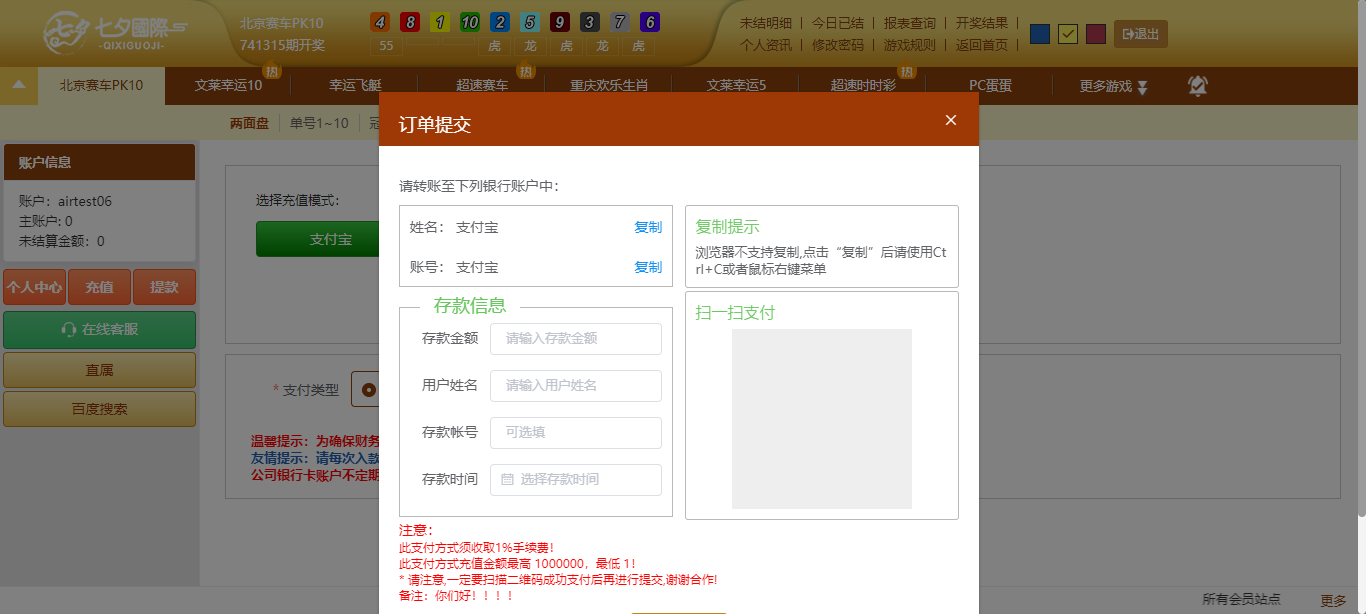 七夕國際
-QIXIGUOJI-
北京赛车PK10
741315期开奖
4 8 1 10 2 5 9 3 7 6
55 虎 龙 虎 龙 虎
未结明细 | 今日已结 | 报表查询 | 开奖结果 |
个人资讯 | 修改密码 | 游戏规则 | 返回首页 |
退出
北京赛车PK10 文莱幸运10 热 幸运飞艇 超速赛车 热 重庆欢乐生肖 文莱幸运5 超速时时彩 热 PC蛋蛋 更多游戏
两面盘 单号1~10 冠
账户信息
账户：airtest06
主账户: 0
未结算金额：0
个人中心 充值 提款
在线客服
直属
百度搜索
选择充值模式：
支付宝
* 支付类型
温馨提示：为确保财务
友情提示：请每次入款
公司银行卡账户不定期
订单提交
请转账至下列银行账户中：
姓名： 支付宝 复制
账号： 支付宝 复制
复制提示
浏览器不支持复制,点击“复制”后请使用Ct
rl+C或者鼠标右键菜单
存款信息
存款金额 请输入存款金额
用户姓名 请输入用户姓名
存款帐号 可选填
存款时间 选择存款时间
扫一扫支付
注意：
此支付方式须收取1%手续费！
此支付方式充值金额最高 1000000，最低 1！
* 请注意,一定要扫描二维码成功支付后再进行提交,谢谢合作!
备注：你们好！！！！
所有会员站点 更多